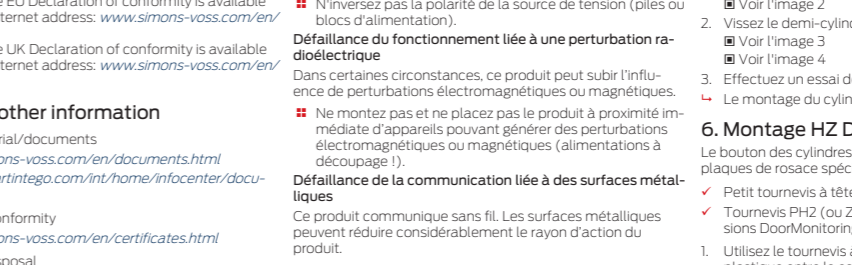 e EU Declaration of conformity is available
ternet address: www.simons-voss.com/en/
e UK Declaration of conformity is available
ternet address: www.simons-voss.com/en/
other information
rial/documents
ons-voss.com/en/documents.html
artintego.com/int/home/infocenter/docu-
onformity
ons-voss.com/en/certificates.html
sposal
N'inversez pas la polarité de la source de tension (piles ou
blocs d'alimentation).
Défaillance du fonctionnement liée à une perturbation ra-
dioélectrique
Dans certaines circonstances, ce produit peut subir l'influ-
ence de perturbations électromagnétiques ou magnétiques.
Ne montez pas et ne placez pas le produit à proximité im-
médiate d'appareils pouvant générer des perturbations
électromagnétiques ou magnétiques (alimentations à
découpage !).
Défaillance de la communication liée à des surfaces métal-
liques
Ce produit communique sans fil. Les surfaces métalliques
peuvent réduire considérablement le rayon d'action du
produit.
Voir l'image 2
2. Vissez le demi-cylind
Voir l'image 3
Voir l'image 4
3. Effectuez un essai d
Le montage du cylin
6. Montage HZ D
Le bouton des cylindres
plaques de rosace spéc
Petit tournevis à tête
Tournevis PH2 (ou Z
sions DoorMonitorin
1. Utilisez le tournevis a